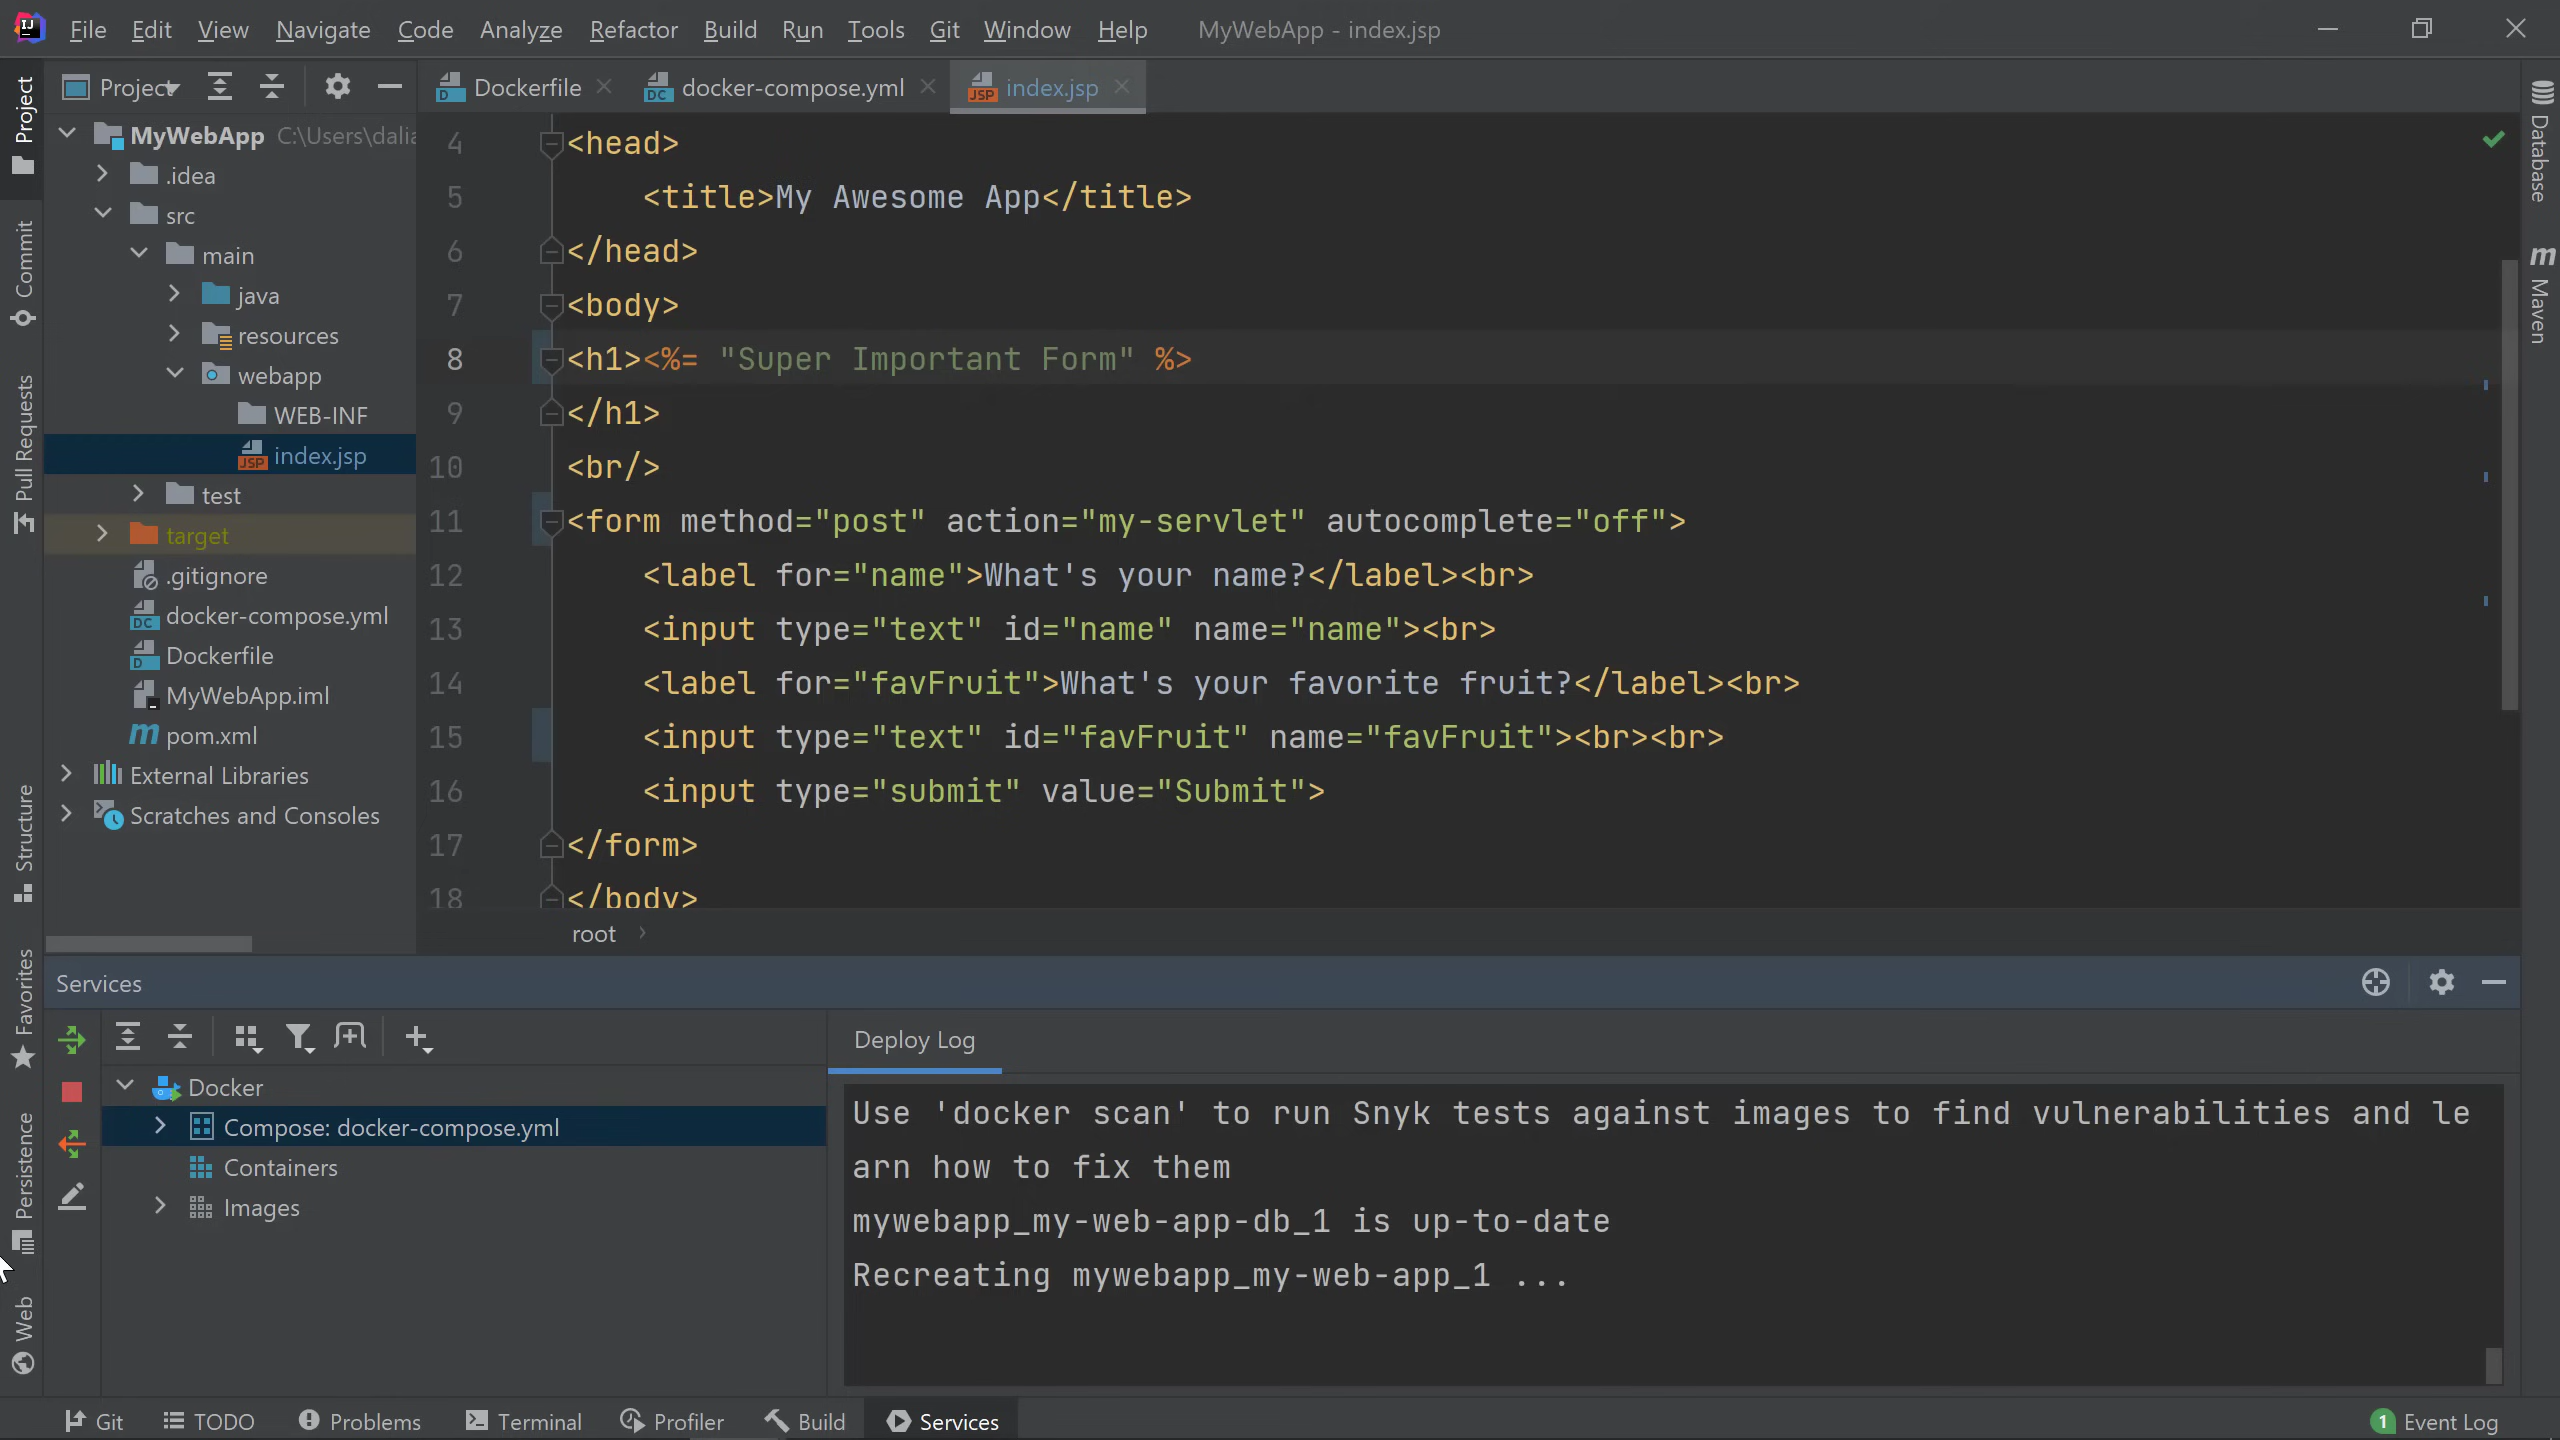 File Edit View Navigate Code Analyze Refactor Build Run Tools Git Window Help MyWebApp - index.jsp
Project
Dockerfile docker-compose.yml index.jsp
MyWebApp C:\Users\dalia
.idea
src
main
java
resources
webapp
WEB-INF
index.jsp
test
target
.gitignore
docker-compose.yml
Dockerfile
MyWebApp.iml
pom.xml
External Libraries
Scratches and Consoles
4 <head>
5 <title>My Awesome App</title>
6 </head>
7 <body>
8 <h1><%= "Super Important Form" %>
9 </h1>
10 <br/>
11 <form method="post" action="my-servlet" autocomplete="off">
12 <label for="name">What's your name?</label><br>
13 <input type="text" id="name" name="name"><br>
14 <label for="favFruit">What's your favorite fruit?</label><br>
15 <input type="text" id="favFruit" name="favFruit"><br><br>
16 <input type="submit" value="Submit">
17 </form>
18 </body>
root
Project
Commit
Pull Requests
Structure
Favorites
Persistence
Web
Database
Maven
Services
Docker
Compose: docker-compose.yml
Containers
Images
Deploy Log
Use 'docker scan' to run Snyk tests against images to find vulnerabilities and le
arn how to fix them
mywebapp_my-web-app-db_1 is up-to-date
Recreating mywebapp_my-web-app_1 ...
Git TODO Problems Terminal Profiler Build Services 1 Event Log